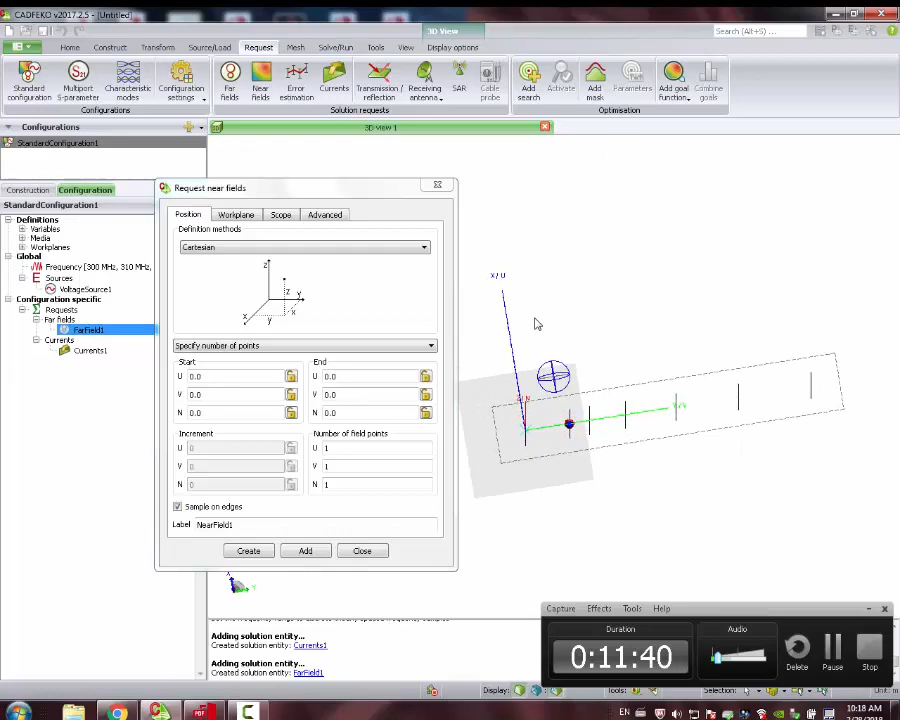 CADFEKO v2017.2.5 - [Untitled]
3D View
Search (Alt+S) . . .
Home Construct Transform Source/Load Request Mesh Solve/Run Tools View Display options
Standard configuration
Multiport S-parameter
Characteristic modes
Configuration settings
Far fields
Near fields
Error estimation
Currents
Transmission / reflection
Receiving antenna
SAR
Cable probe
Add search
Activate
Add mask
Parameters
Add goal function
Combine goals
Configurations
Solution requests
Optimisation
Configurations
3D view 1
StandardConfiguration1
Construction Configuration
StandardConfiguration1
Definitions
Variables
Media
Workplanes
Global
Frequency [300 MHz, 310 MHz,
Sources
VoltageSource1
Configuration specific
Requests
Far fields
FarField1
Currents
Currents1
Request near fields
Position Workplane Scope Advanced
Definition methods
Cartesian
z
z
y
x
x
y
Specify number of points
Start End
U 0.0 U 0.0
V 0.0 V 0.0
N 0.0 N 0.0
Increment Number of field points
U 0 U 1
V 0 V 1
N 0 N 1
Sample on edges
Label NearField1
Create Add Close
X/U
Adding solution entity...
Created solution entity: Currents1
Adding solution entity...
Created solution entity: FarField1
Capture Effects Tools Help
Duration
0:11:40
Audio
Delete Pause Stop
Display: Tools: Selection: Unit: m
EN
10:18 AM